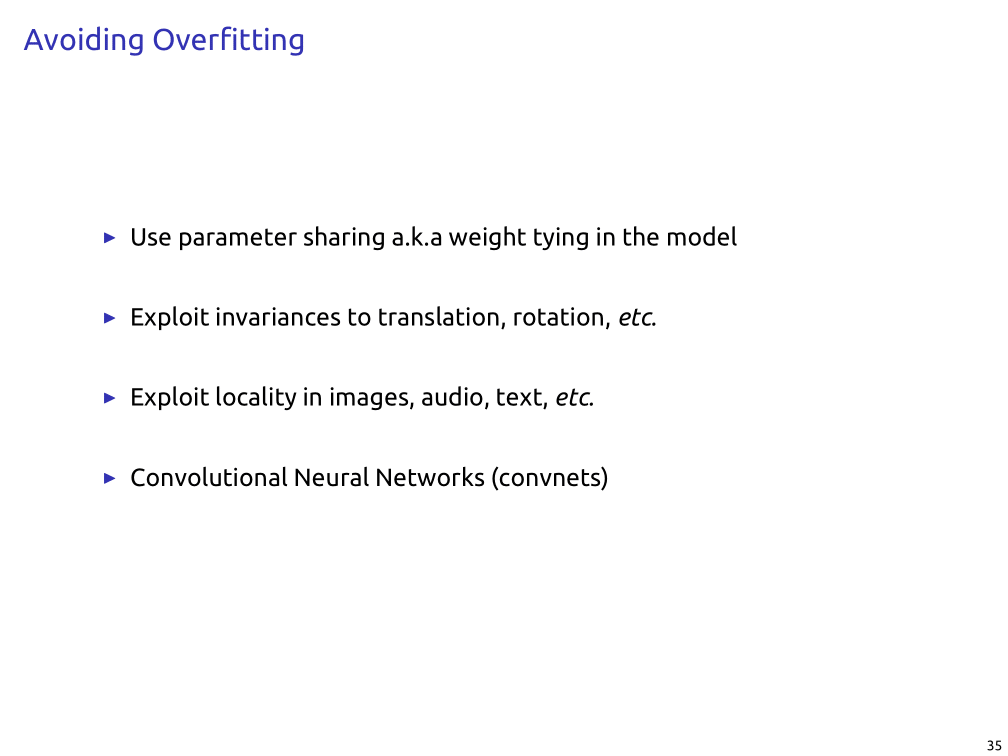 Avoiding Overfitting
▶ Use parameter sharing a.k.a weight tying in the model
▶ Exploit invariances to translation, rotation, etc.
▶ Exploit locality in images, audio, text, etc.
▶ Convolutional Neural Networks (convnets)
35